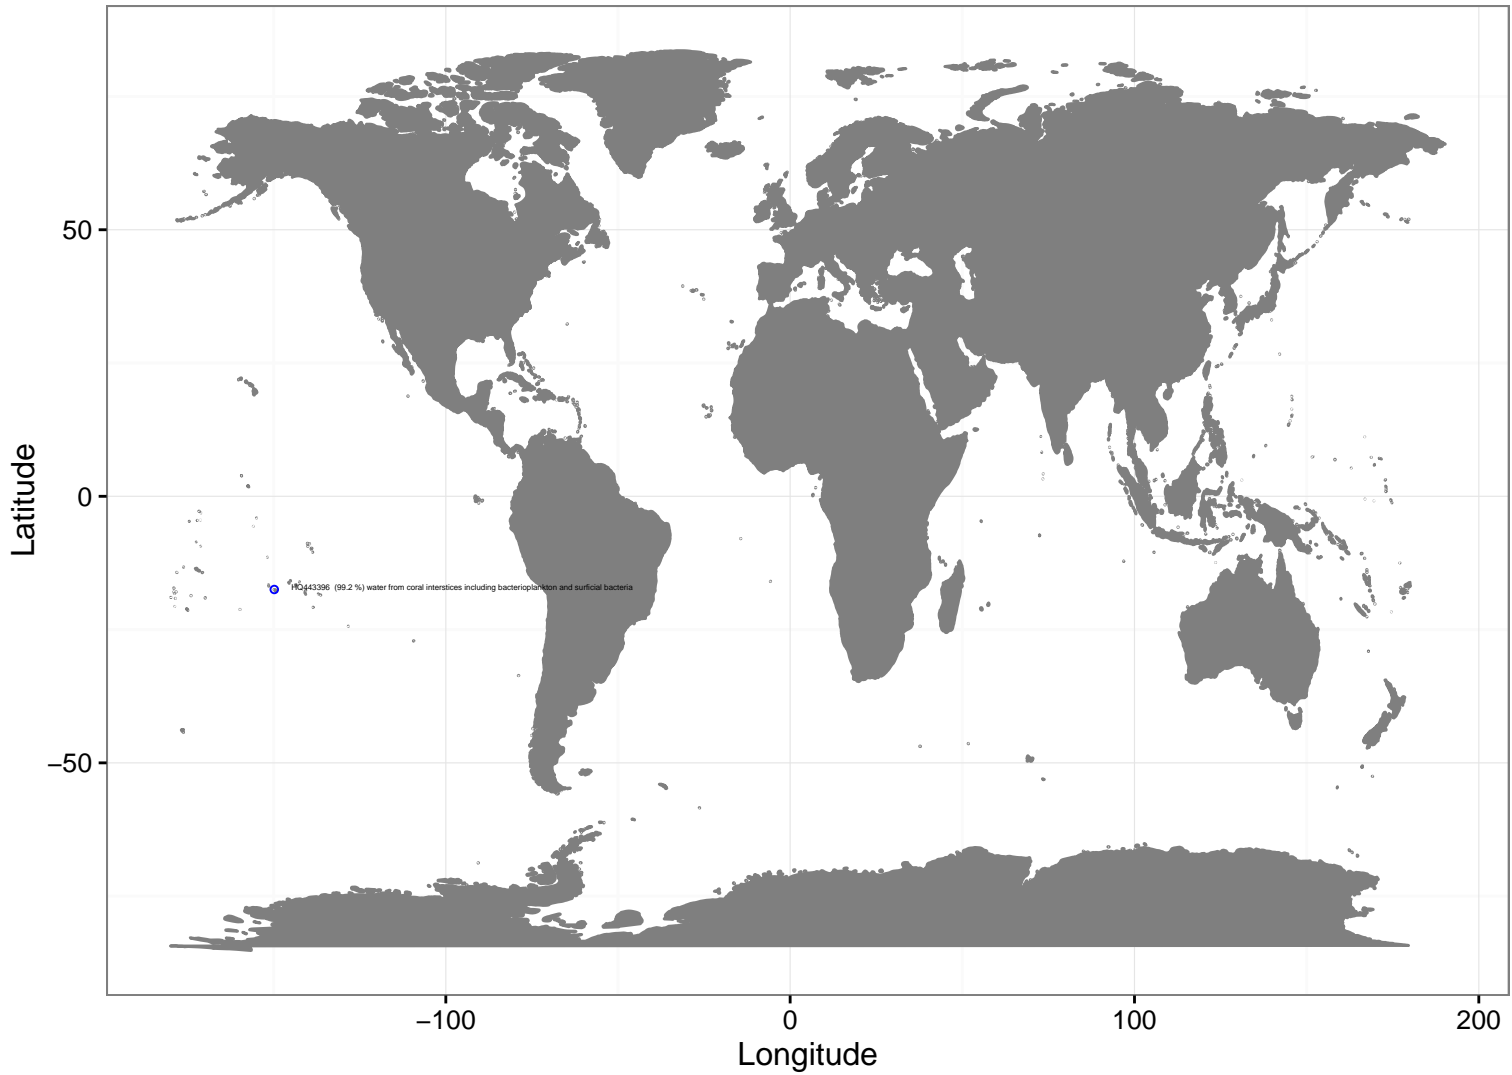 50
0
−50
Latitude
HQ443396 (99.2 %) water from coral interstices including bacterioplankton and surficial bacteria
−100
0
100
200
Longitude